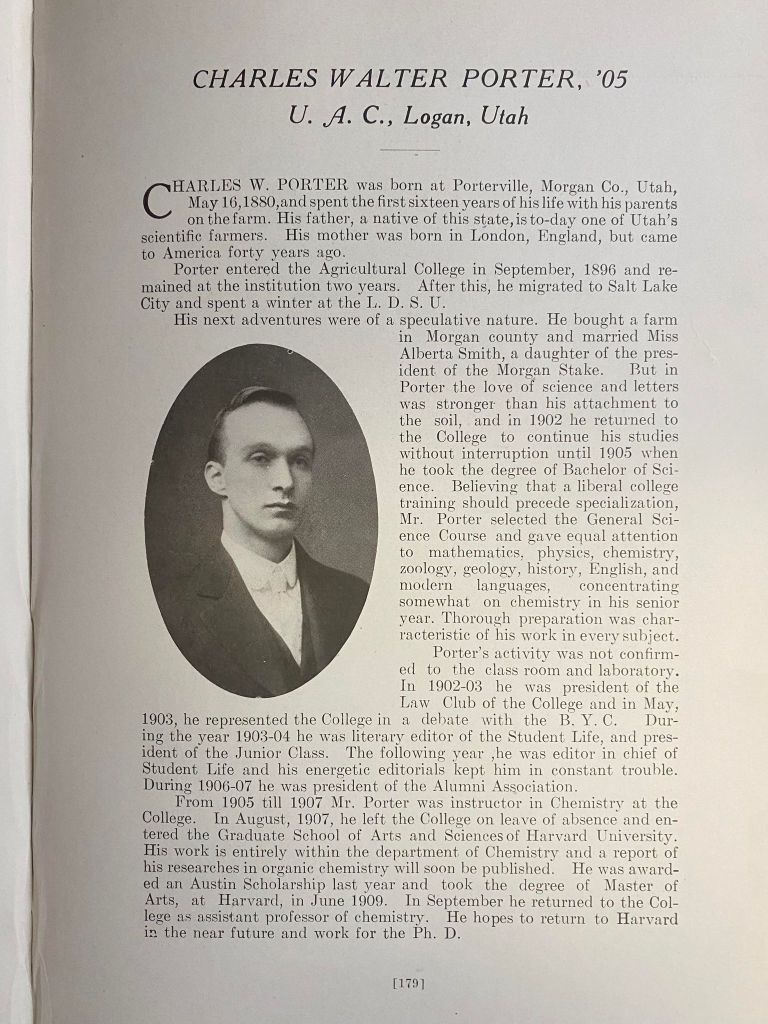 CHARLES WALTER PORTER, '05
U. A. C., Logan, Utah
CHARLES W. PORTER was born at Porterville, Morgan Co., Utah,
May 16,1880,and spent the first sixteen years of his life with his parents
on the farm. His father, a native of this state,is to-day one of Utah's
scientific farmers. His mother was born in London, England, but came
to America forty years ago.
Porter entered the Agricultural College in September, 1896 and re-
mained at the institution two years. After this, he migrated to Salt Lake
City and spent a winter at the L. D. S. U.
His next adventures were of a speculative nature. He bought a farm
in Morgan county and married Miss
Alberta Smith, a daughter of the pres-
ident of the Morgan Stake. But in
Porter the love of science and letters
was stronger than his attachment to
the soil, and in 1902 he returned to
the College to continue his studies
without interruption until 1905 when
he took the degree of Bachelor of Sci-
ence. Believing that a liberal college
training should precede specialization,
Mr. Porter selected the General Sci-
ence Course and gave equal attention
to mathematics, physics, chemistry,
zoology, geology, history, English, and
modern languages, concentrating
somewhat on chemistry in his senior
year. Thorough preparation was char-
racteristic of his work in every subject.
Porter's activity was not confirm-
ed to the class room and laboratory.
In 1902-03 he was president of the
Law Club of the College and in May,
1903, he represented the College in a debate with the B. Y. C. Dur-
ing the year 1903-04 he was literary editor of the Student Life, and pres-
ident of the Junior Class. The following year ,he was editor in chief of
Student Life and his energetic editorials kept him in constant trouble.
During 1906-07 he was president of the Alumni Association.
From 1905 till 1907 Mr. Porter was instructor in Chemistry at the
College. In August, 1907, he left the College on leave of absence and en-
tered the Graduate School of Arts and Sciences of Harvard University.
His work is entirely within the department of Chemistry and a report of
his researches in organic chemistry will soon be published. He was award-
ed an Austin Scholarship last year and took the degree of Master of
Arts, at Harvard, in June 1909. In September he returned to the Col-
lege as assistant professor of chemistry. He hopes to return to Harvard
in the near future and work for the Ph. D.
[179]